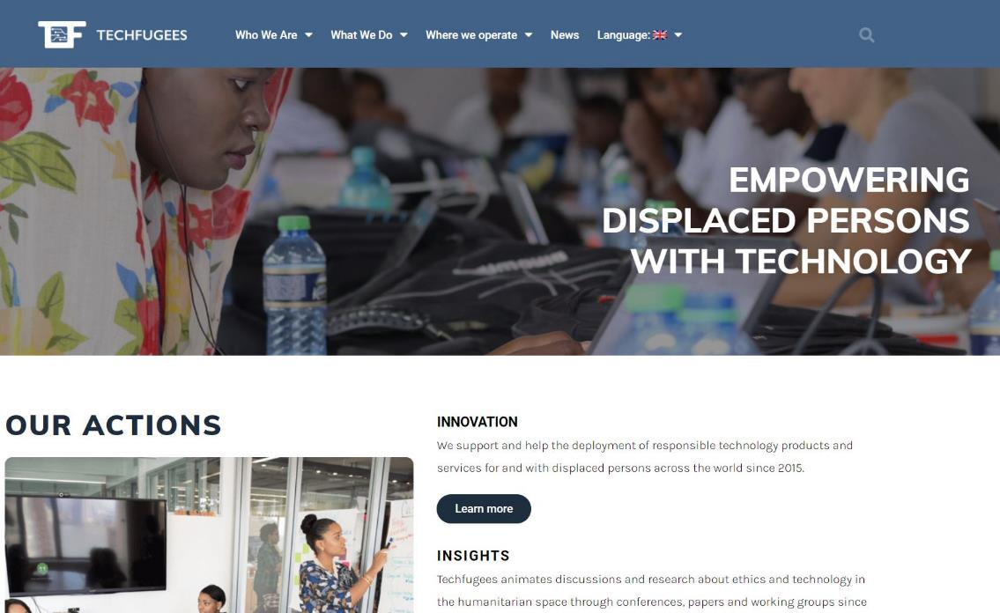 TECHFUGEES
Who We Are
What We Do
Where we operate
News
Language:
EMPOWERING
DISPLACED PERSONS
WITH TECHNOLOGY
OUR ACTIONS
INNOVATION
We support and help the deployment of responsible technology products and
services for and with displaced persons across the world since 2015.
Learn more
INSIGHTS
Techfugees animates discussions and research about ethics and technology in
the humanitarian space through conferences, papers and working groups since